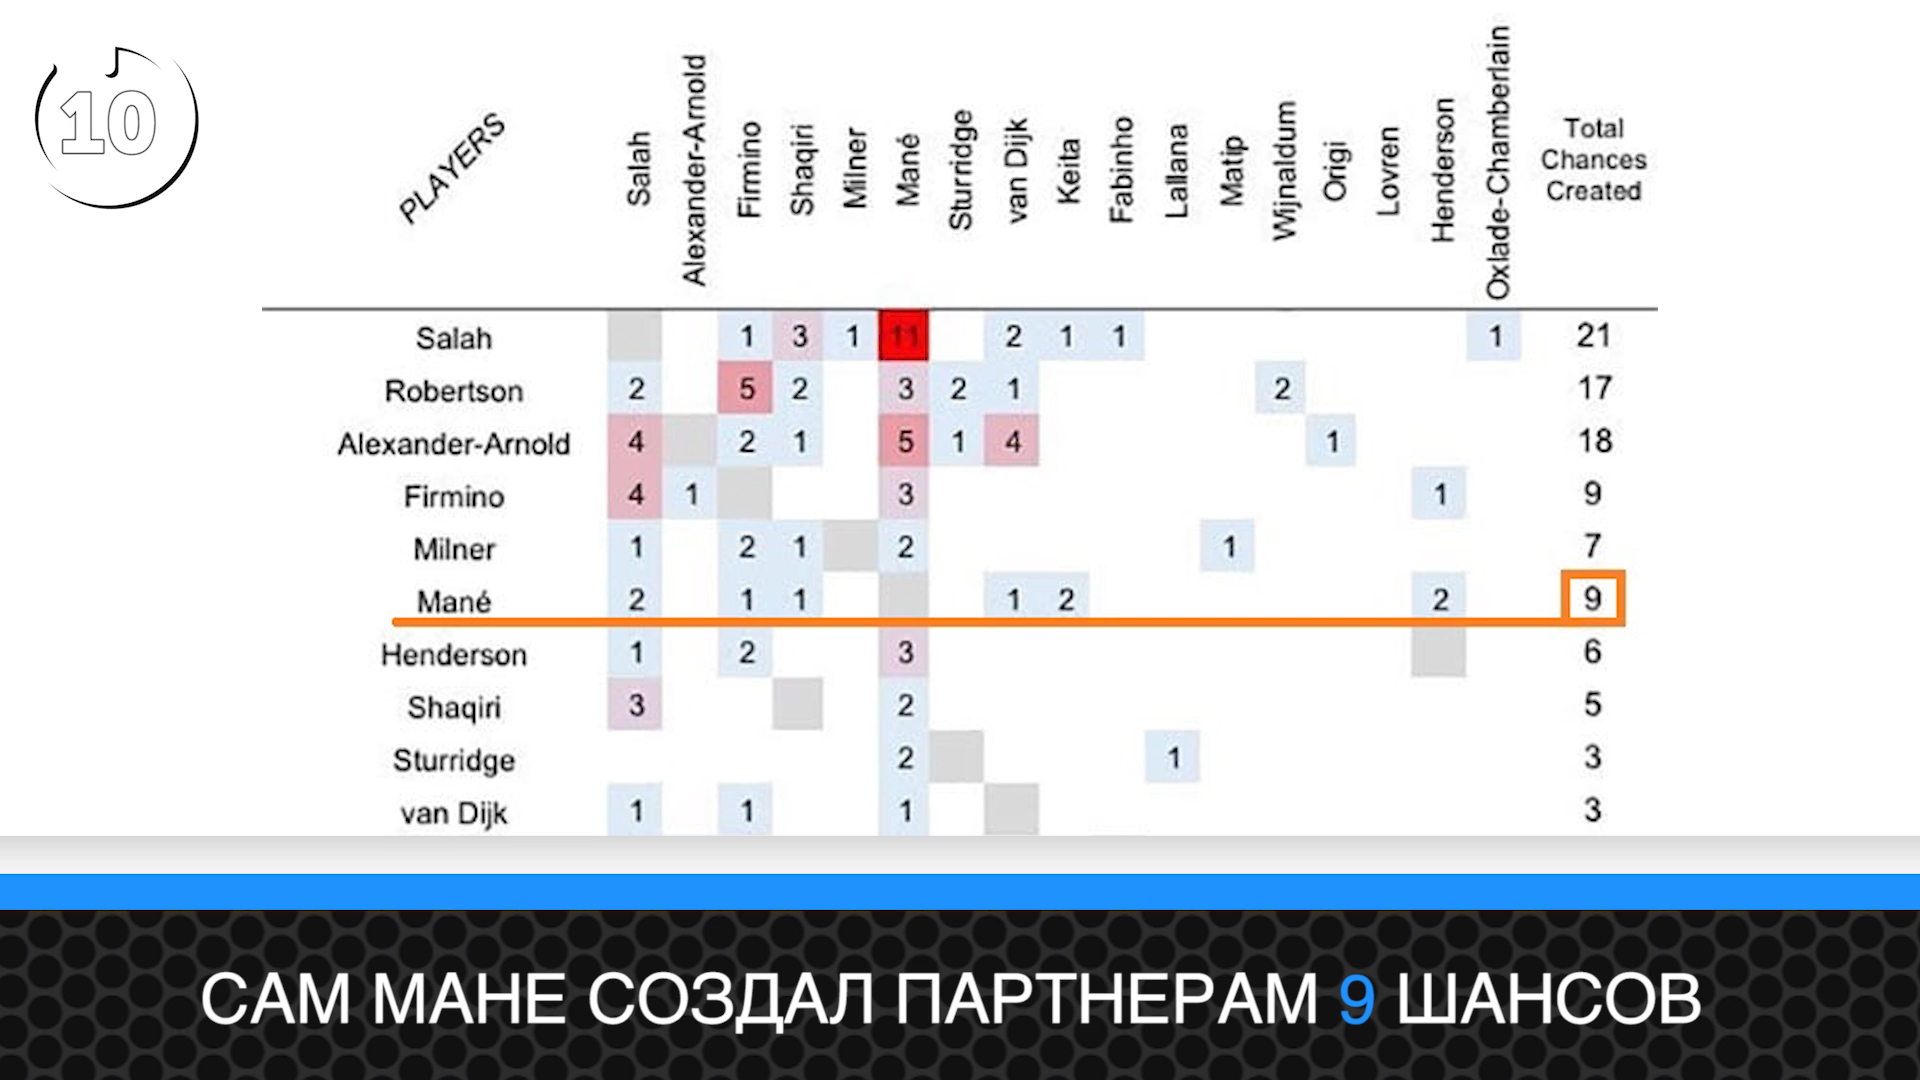 10
PLAYERS
Salah
Alexander-Arnold
Firmino
Shaqiri
Milner
Mané
Sturridge
van Dijk
Keita
Fabinho
Lallana
Matip
Wijnaldum
Origi
Lovren
Henderson
Oxlade-Chamberlain
Total
Chances
Created
Salah 1 3 1 11 2 1 1 1 21
Robertson 2 5 2 3 2 1 2 17
Alexander-Arnold 4 2 1 5 1 4 1 18
Firmino 4 1 3 1 9
Milner 1 2 1 2 1 7
Mané 2 1 1 1 2 2 9
Henderson 1 2 3 6
Shaqiri 3 2 5
Sturridge 2 1 3
van Dijk 1 1 1 3
САМ МАНЕ СОЗДАЛ ПАРТНЕРАМ 9 ШАНСОВ